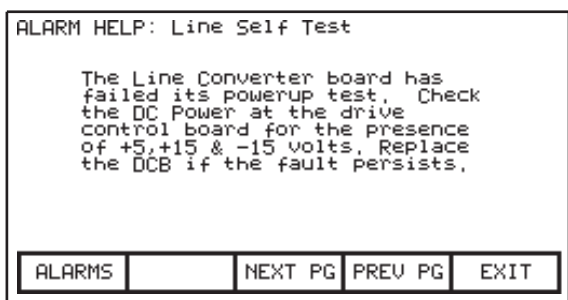 ALARM HELP: Line Self Test
The Line Converter board has
failed its powerup test. Check
the DC Power at the drive
control board for the presence
of +5,+15 & -15 volts. Replace
the DCB if the fault persists.
ALARMS NEXT PG PREV PG EXIT